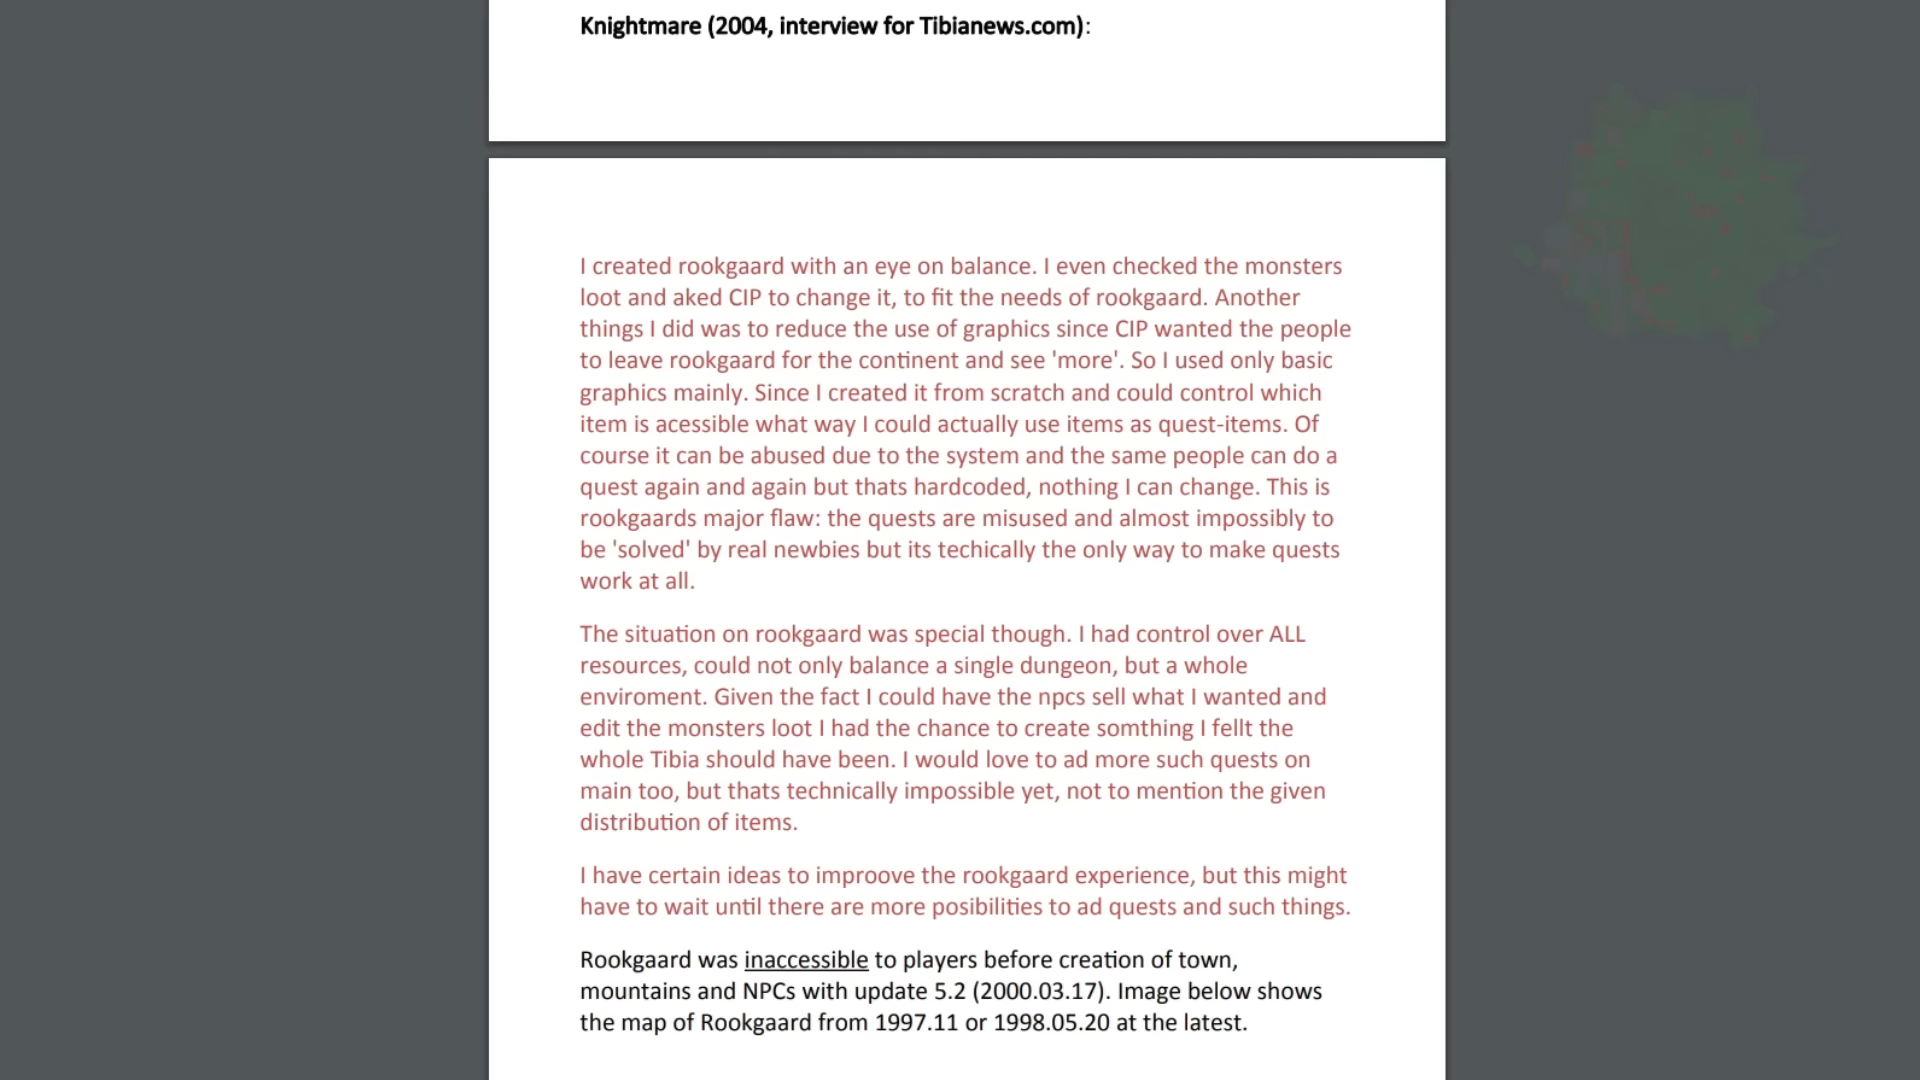 Knightmare (2004, interview for Tibianews.com):
I created rookgaard with an eye on balance. I even checked the monsters
loot and aked CIP to change it, to fit the needs of rookgaard. Another
things I did was to reduce the use of graphics since CIP wanted the people
to leave rookgaard for the continent and see 'more'. So I used only basic
graphics mainly. Since I created it from scratch and could control which
item is acessible what way I could actually use items as quest-items. Of
course it can be abused due to the system and the same people can do a
quest again and again but thats hardcoded, nothing I can change. This is
rookgaards major flaw: the quests are misused and almost impossibly to
be 'solved' by real newbies but its techically the only way to make quests
work at all.
The situation on rookgaard was special though. I had control over ALL
resources, could not only balance a single dungeon, but a whole
enviroment. Given the fact I could have the npcs sell what I wanted and
edit the monsters loot I had the chance to create somthing I fellt the
whole Tibia should have been. I would love to ad more such quests on
main too, but thats technically impossible yet, not to mention the given
distribution of items.
I have certain ideas to improove the rookgaard experience, but this might
have to wait until there are more posibilities to ad quests and such things.
Rookgaard was inaccessible to players before creation of town,
mountains and NPCs with update 5.2 (2000.03.17). Image below shows
the map of Rookgaard from 1997.11 or 1998.05.20 at the latest.